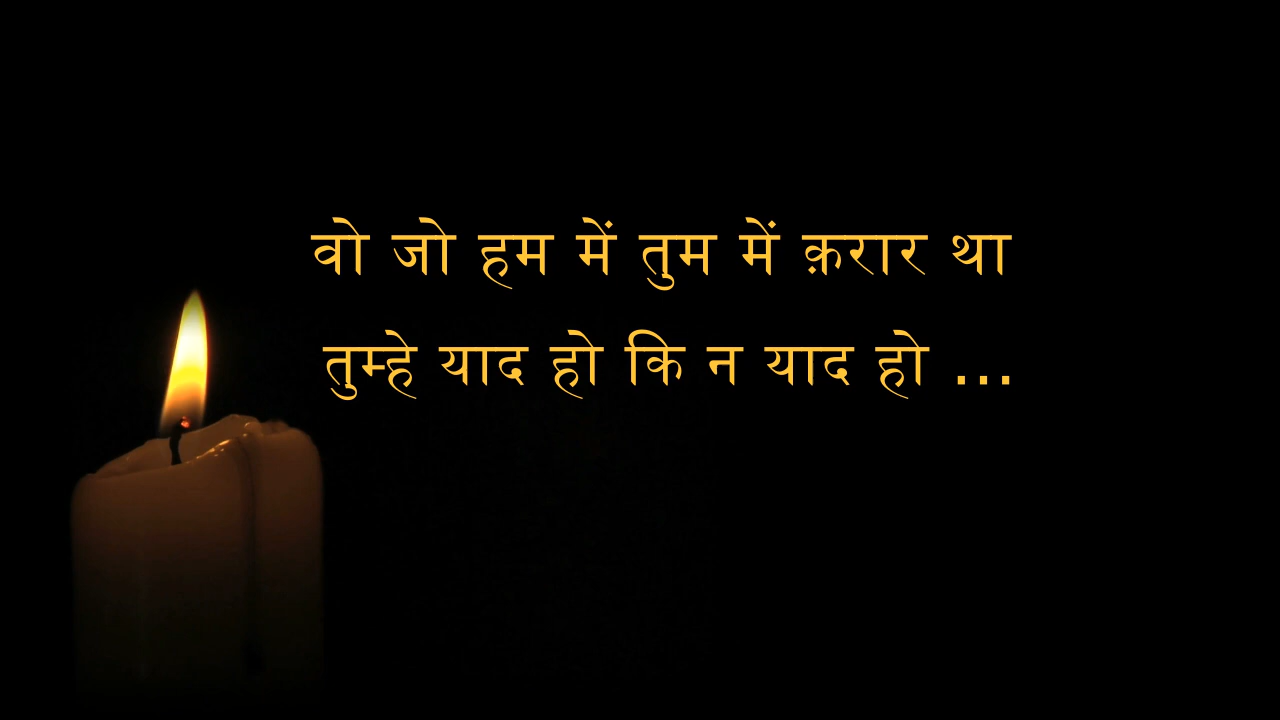 वो जो हम में तुम में क़रार था
तुम्हे याद हो कि न याद हो ...